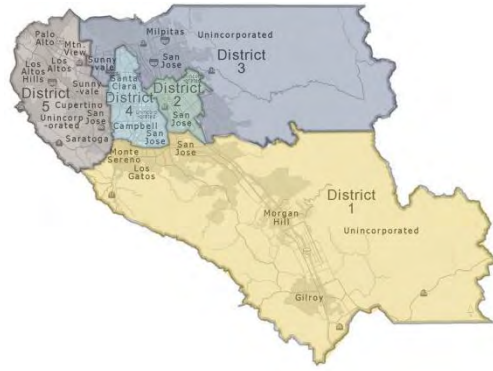 Palo
Alto
Mtn.
View
Los
Altos
Los
Altos
Hills
Sunny
-vale
District
5
Cupertino
San
Jose
Unincorp
-orated
Saratoga
Sunny
vale
Milpitas
San
Jose
Unincorporated
District
3
Santa
Clara
District
4
Campbell
San
Jose
District
2
San
Jose
Monte
Sereno
Los
Gatos
San
Jose
District
1
Morgan
Hill
Unincorporated
Gilroy